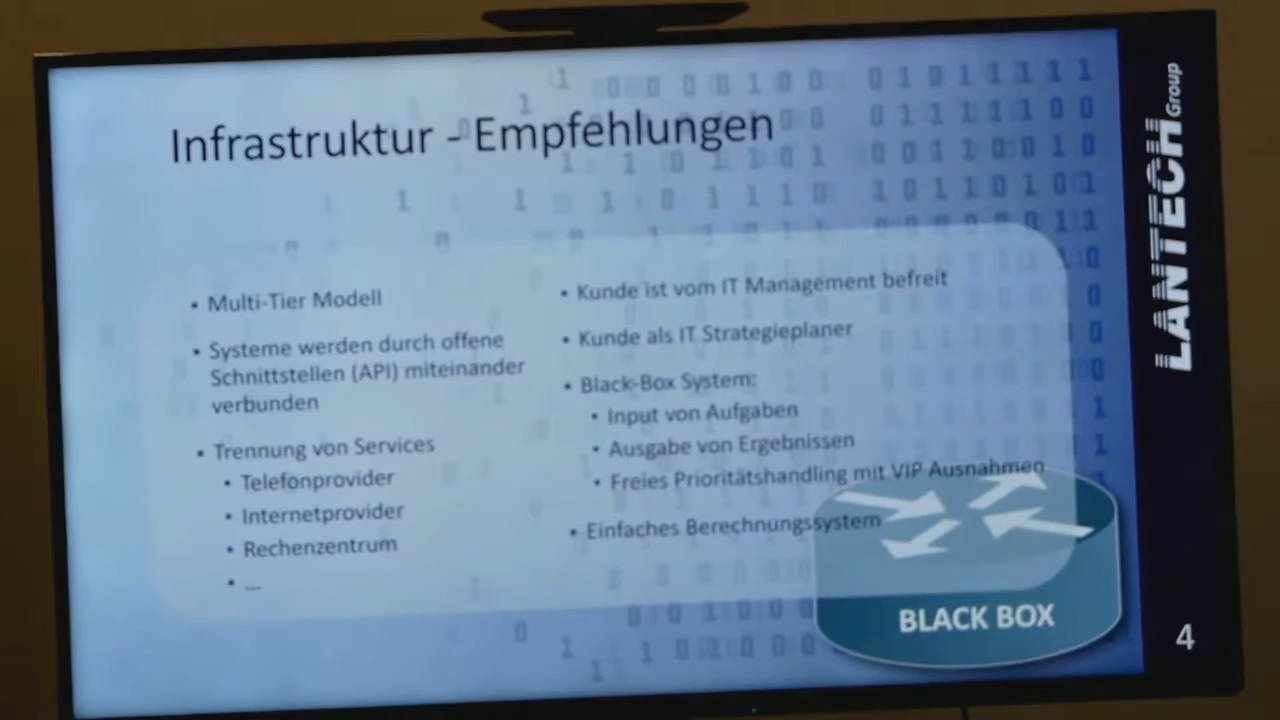 Infrastruktur - Empfehlungen
• Multi-Tier Modell
• Systeme werden durch offene
Schnittstellen (API) miteinander
verbunden
• Trennung von Services
• Telefonprovider
• Internetprovider
• Rechenzentrum
• ...
• Kunde ist vom IT Management befreit
• Kunde als IT Strategieplaner
• Black-Box System:
• Input von Aufgaben
• Ausgabe von Ergebnissen
• Freies Prioritätshandling mit VIP Ausnahmen
• Einfaches Berechnungssystem
BLACK BOX
LANTECH Group
4